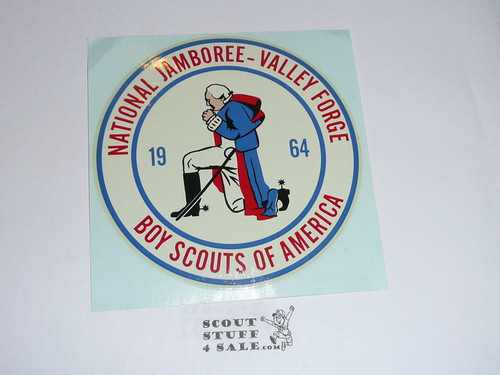 NATIONAL JAMBOREE - VALLEY FORGE
19 64
BOY SCOUTS OF AMERICA
SCOUT
STUFF
4 SALE.com